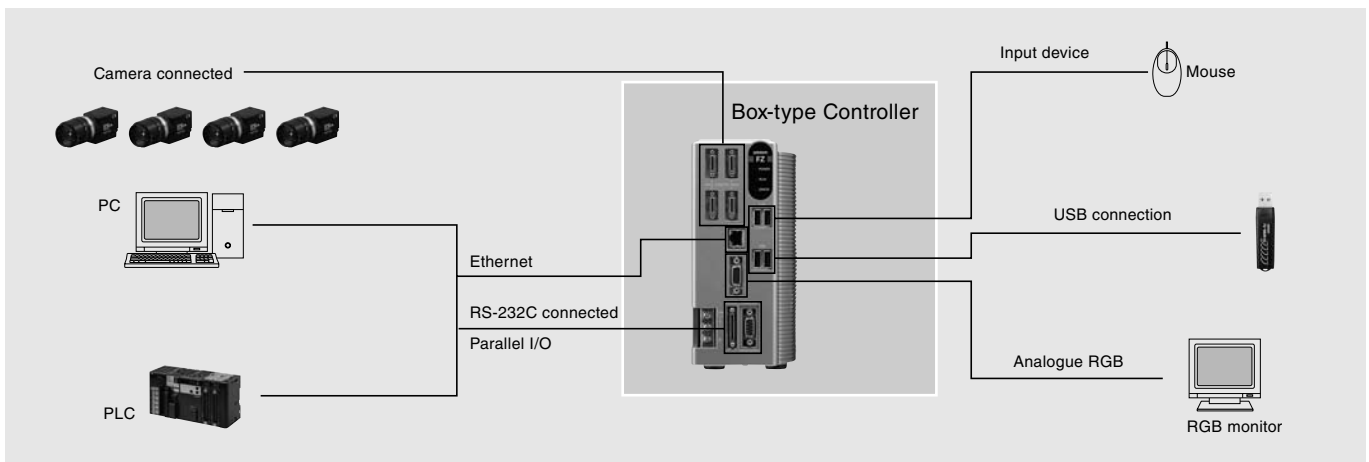 Camera connected
Input device
Mouse
Box-type Controller
FZ
PC
USB connection
Ethernet
RS-232C connected
Parallel I/O
Analogue RGB
PLC
RGB monitor